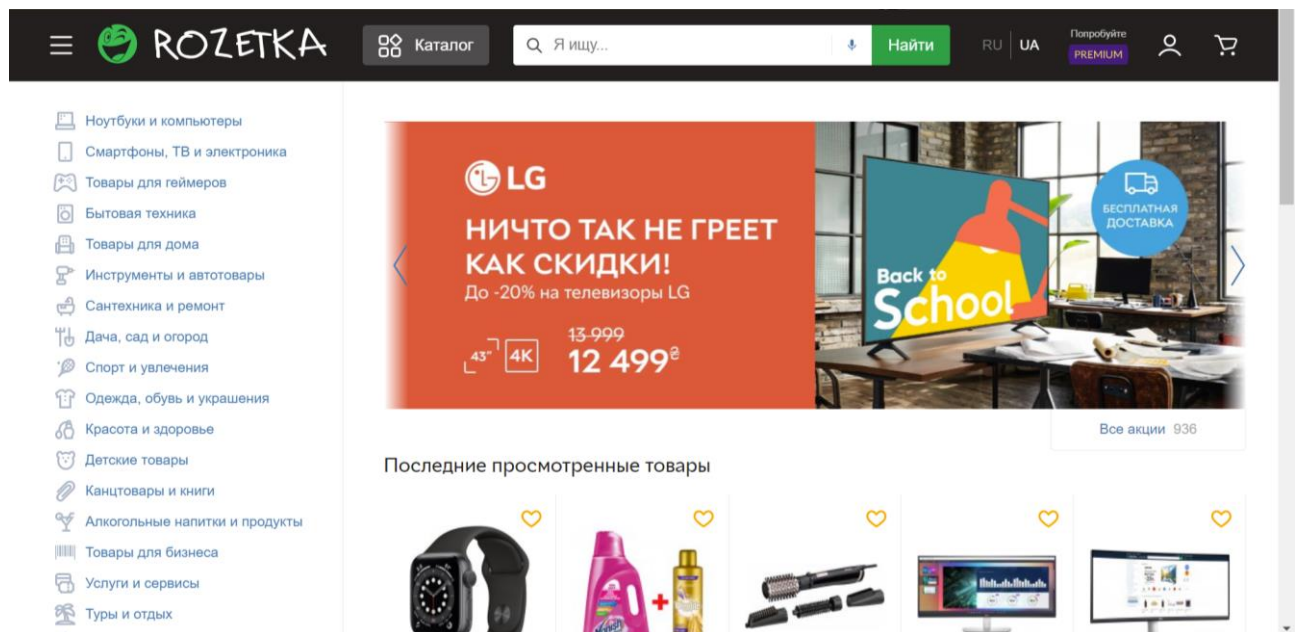 ROZETKA
Каталог
Я ищу...
Найти
RU UA
Попробуйте
PREMIUM
Ноутбуки и компьютеры
Смартфоны, ТВ и электроника
Товары для геймеров
Бытовая техника
Товары для дома
Инструменты и автотовары
Сантехника и ремонт
Дача, сад и огород
Спорт и увлечения
Одежда, обувь и украшения
Красота и здоровье
Детские товары
Канцтовары и книги
Алкогольные напитки и продукты
Товары для бизнеса
Услуги и сервисы
Туры и отдых
LG
НИЧТО ТАК НЕ ГРЕЕТ
КАК СКИДКИ!
До -20% на телевизоры LG
43" 4K
13 999
12 499₴
Back to
School
БЕСПЛАТНАЯ
ДОСТАВКА
Все акции 936
Последние просмотренные товары
Vanish